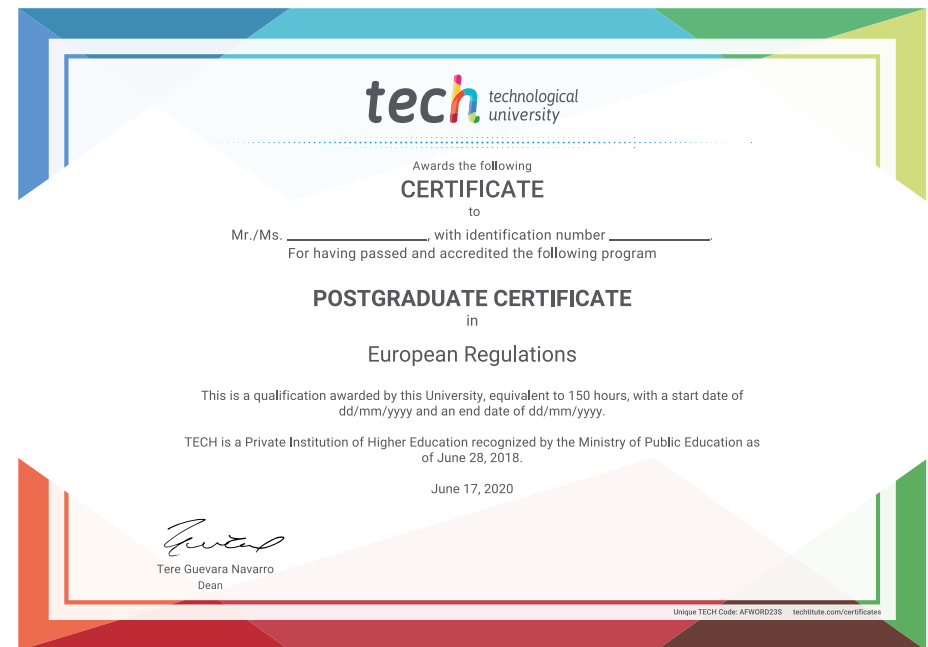 tech technological
university
Awards the following
CERTIFICATE
to
Mr./Ms. ____________________, with identification number ______________.
For having passed and accredited the following program
POSTGRADUATE CERTIFICATE
in
European Regulations
This is a qualification awarded by this University, equivalent to 150 hours, with a start date of
dd/mm/yyyy and an end date of dd/mm/yyyy.
TECH is a Private Institution of Higher Education recognized by the Ministry of Public Education as
of June 28, 2018.
June 17, 2020
Tere Guevara Navarro
Dean
Unique TECH Code: AFWORD23S techtitute.com/certificates